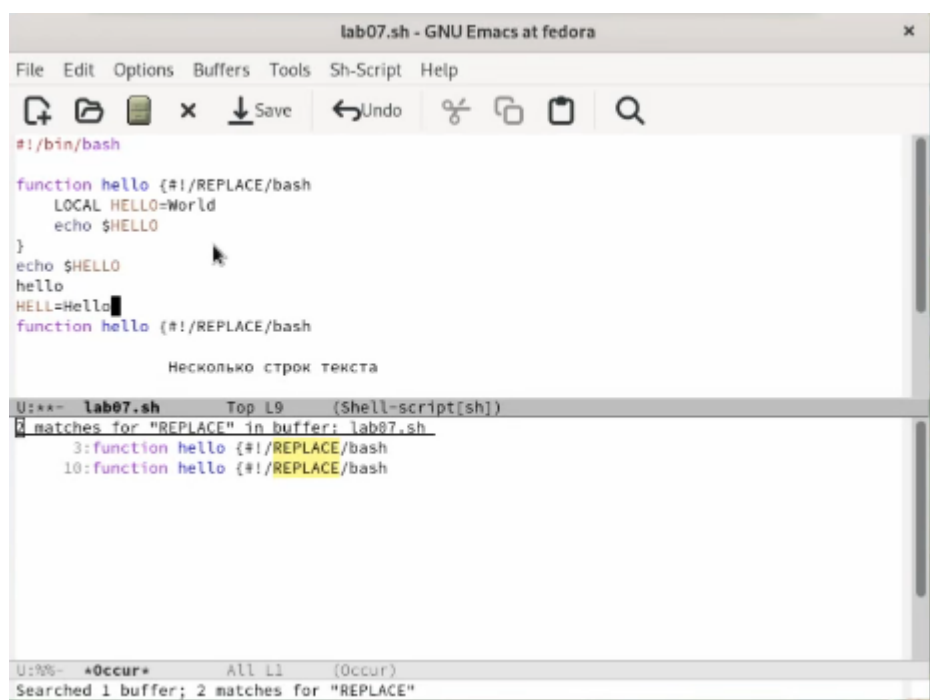 lab07.sh - GNU Emacs at fedora
File Edit Options Buffers Tools Sh-Script Help
Save Undo
#!/bin/bash
function hello {#!/REPLACE/bash
LOCAL HELLO=World
echo $HELLO
}
echo $HELLO
hello
HELL=Hello
function hello {#!/REPLACE/bash
Несколько строк текста
U:**- lab07.sh Top L9 (Shell-script[sh])
2 matches for "REPLACE" in buffer: lab07.sh
3:function hello {#!/REPLACE/bash
10:function hello {#!/REPLACE/bash
U:%%- *Occur* All L1 (Occur)
Searched 1 buffer; 2 matches for "REPLACE"